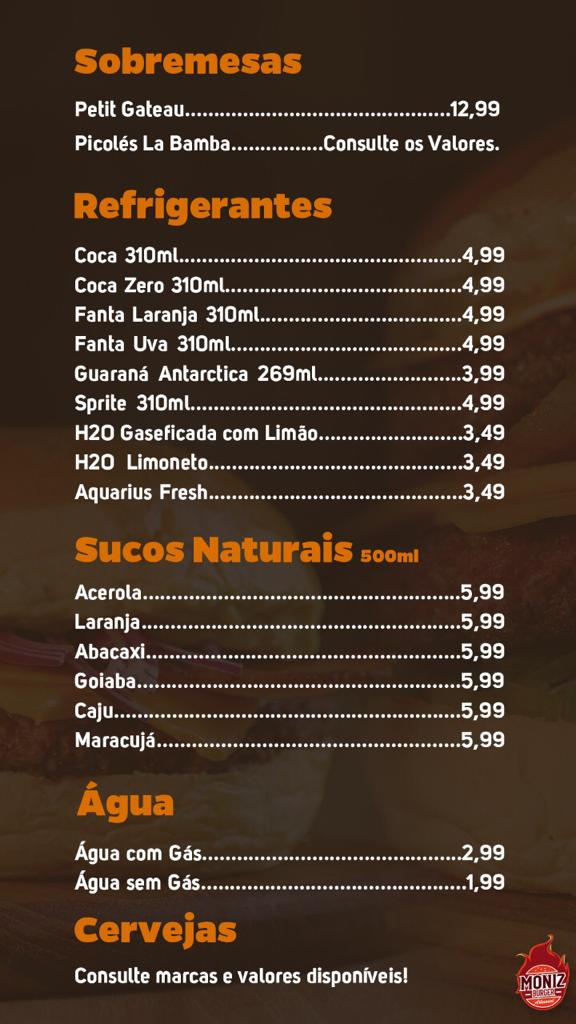 Sobremesas
Petit Gateau.............................................12,99
Picolés La Bamba................Consulte os Valores.
Refrigerantes
Coca 310ml................................................4,99
Coca Zero 310ml........................................4,99
Fanta Laranja 310ml..................................4,99
Fanta Uva 310ml.......................................4,99
Guaraná Antarctica 269ml.........................3,99
Sprite 310ml..............................................4,99
H2O Gaseficada com Limão........................3,49
H2O Limoneto...........................................3,49
Aquarius Fresh...........................................3,49
Sucos Naturais 500ml
Acerola......................................................5,99
Laranja......................................................5,99
Abacaxi.....................................................5,99
Goiaba.......................................................5,99
Caju...........................................................5,99
Maracujá...................................................5,99
Água
Água com Gás............................................2,99
Água sem Gás.............................................1,99
Cervejas
Consulte marcas e valores disponíveis!
MONIZ
BURGER
Artesanal